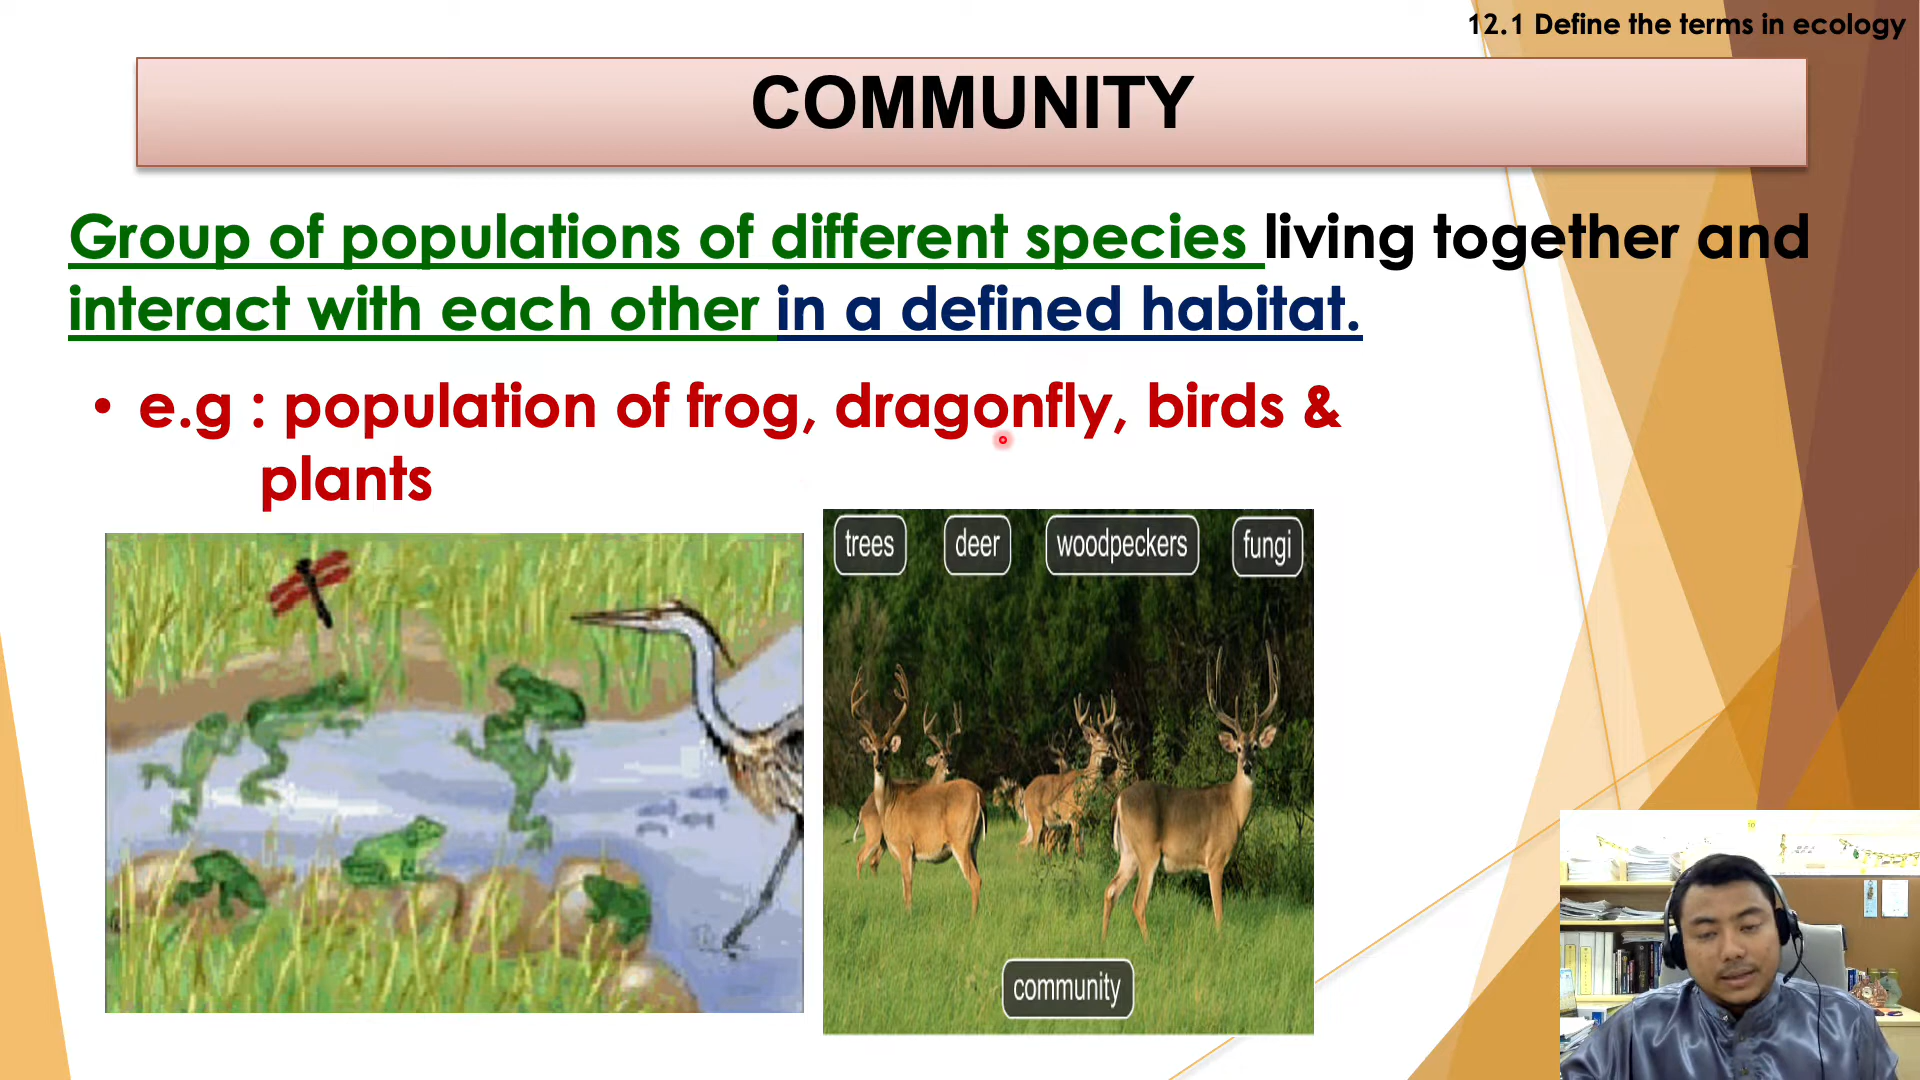 12.1 Define the terms in ecology
COMMUNITY
Group of populations of different species living together and
interact with each other in a defined habitat.
• e.g : population of frog, dragonfly, birds &
plants
trees deer woodpeckers fungi
community